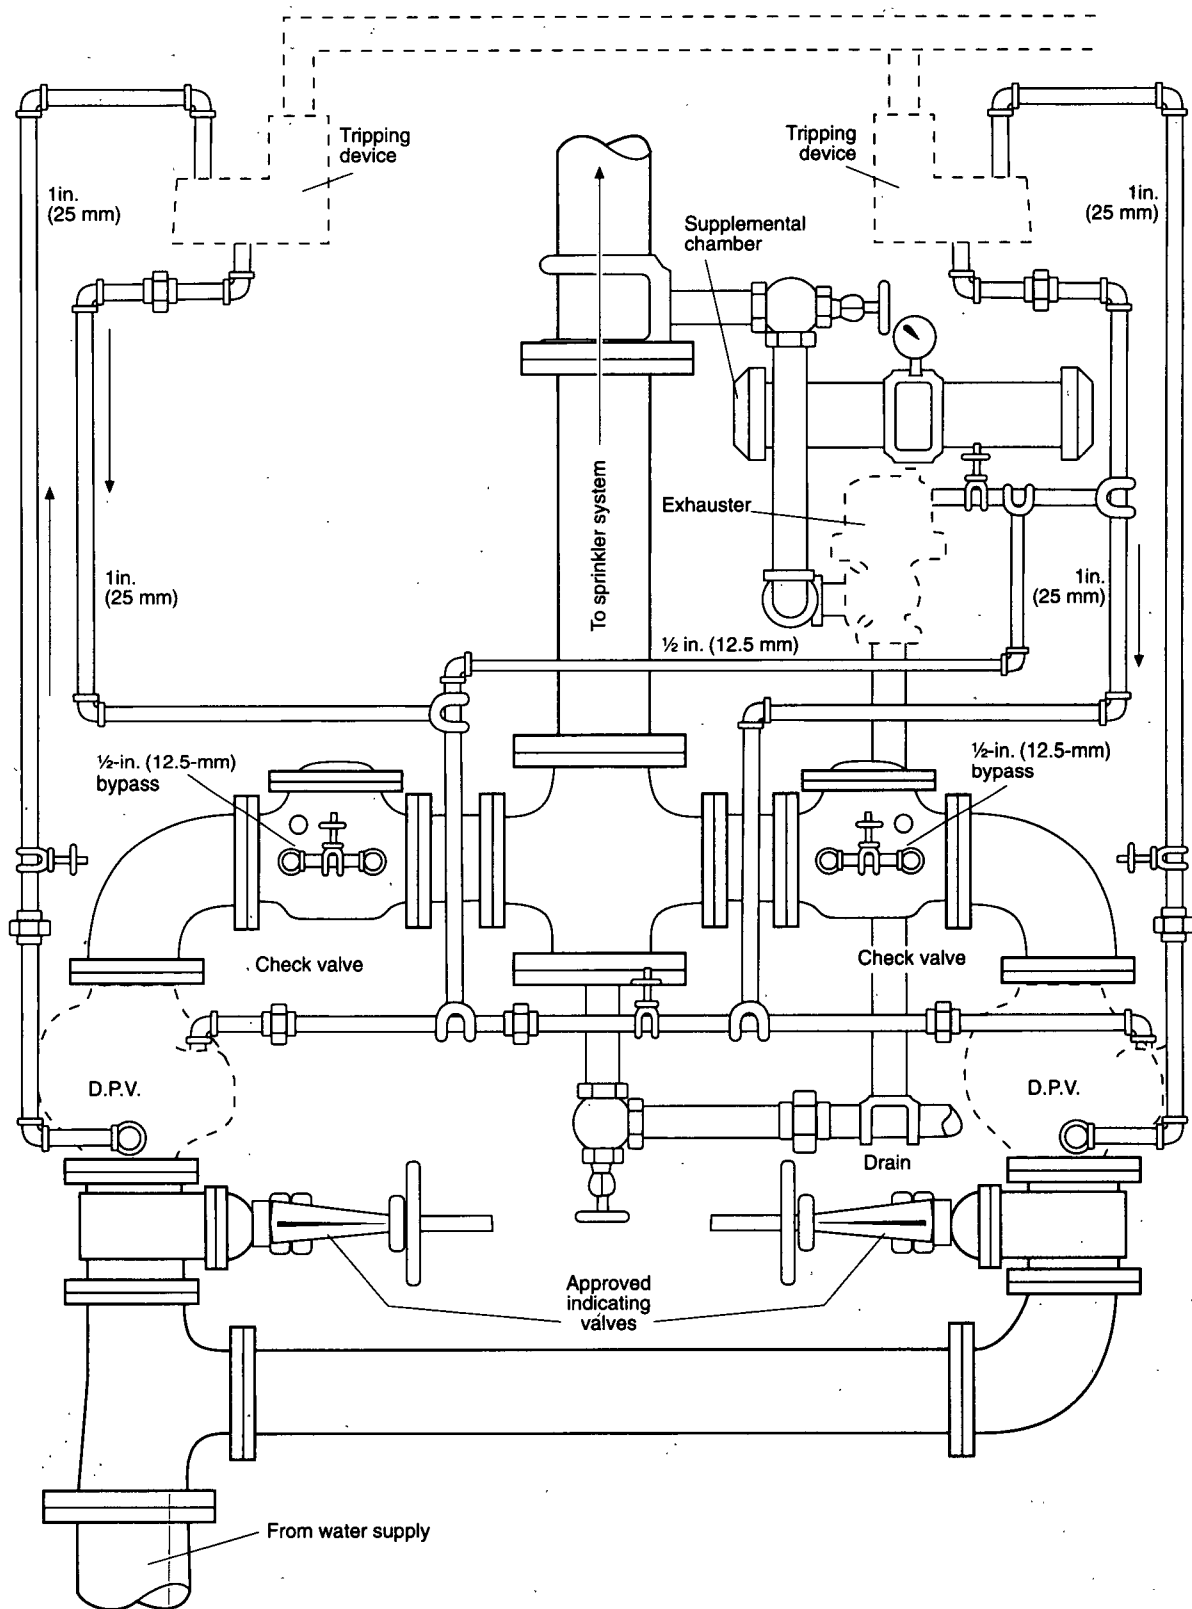 Tripping
device
Tripping
device
1in.
(25 mm)
1in.
(25 mm)
Supplemental
chamber
To sprinkler system
Exhauster
1in.
(25 mm)
1in.
(25 mm)
½ in. (12.5 mm)
½-in. (12.5-mm)
bypass
½-in. (12.5-mm)
bypass
Check valve
Check valve
D.P.V.
D.P.V.
Drain
Approved
indicating
valves
From water supply